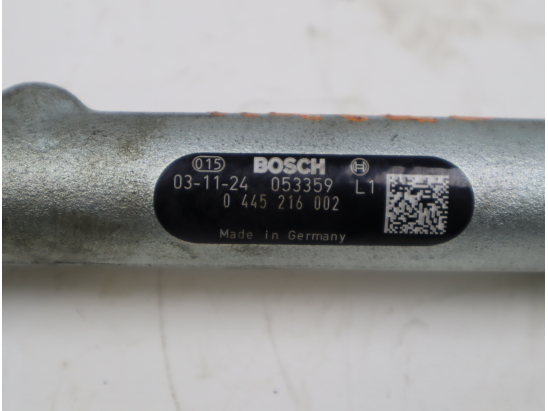 015 BOSCH
03-11-24 053359 L1
0 445 216 002
Made in Germany